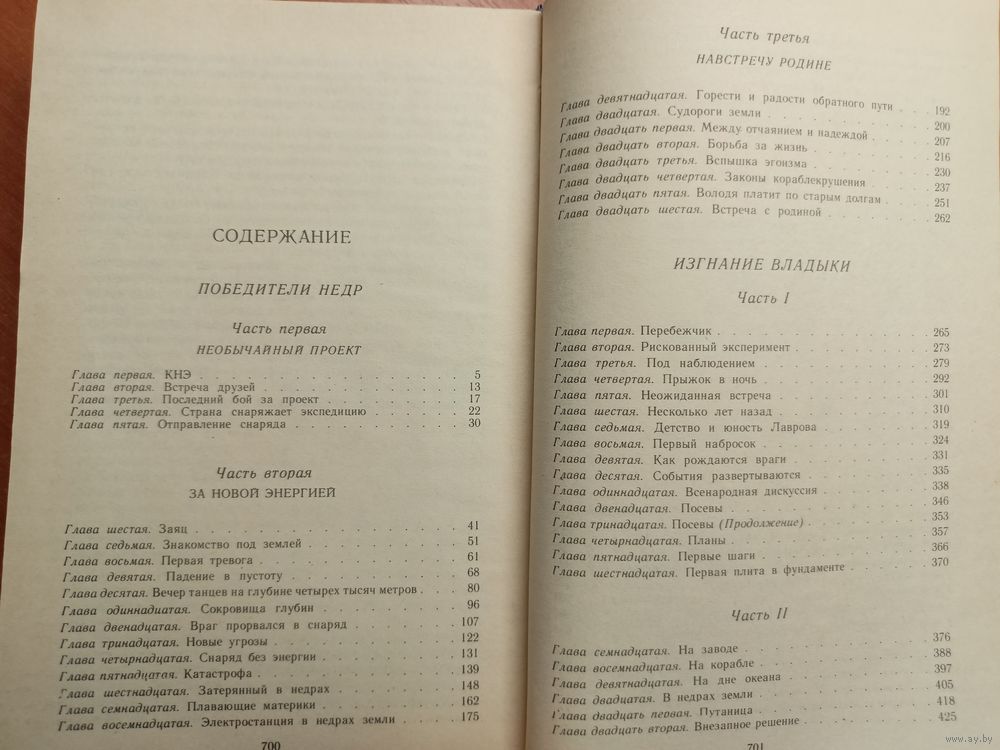 СОДЕРЖАНИЕ
ПОБЕДИТЕЛИ НЕДР
Часть первая
НЕОБЫЧАЙНЫЙ ПРОЕКТ
Глава первая. КНЭ 5
Глава вторая. Встреча друзей 13
Глава третья. Последний бой за проект 17
Глава четвертая. Страна снаряжает экспедицию 22
Глава пятая. Отправление снаряда 30
Часть вторая
ЗА НОВОЙ ЭНЕРГИЕЙ
Глава шестая. Заяц 41
Глава седьмая. Знакомство под землей 51
Глава восьмая. Первая тревога 61
Глава девятая. Падение в пустоту 68
Глава десятая. Вечер танцев на глубине четырех тысяч метров 80
Глава одиннадцатая. Сокровища глубин 96
Глава двенадцатая. Враг прорвался в снаряд 107
Глава тринадцатая. Новые угрозы 122
Глава четырнадцатая. Снаряд без энергии 131
Глава пятнадцатая. Катастрофа 139
Глава шестнадцатая. Затерянный в недрах 148
Глава семнадцатая. Плавающие материки 162
Глава восемнадцатая. Электростанция в недрах земли 175
700
Часть третья
НАВСТРЕЧУ РОДИНЕ
Глава девятнадцатая. Горести и радости обратного пути 192
Глава двадцатая. Судороги земли 200
Глава двадцать первая. Между отчаянием и надеждой 207
Глава двадцать вторая. Борьба за жизнь 216
Глава двадцать третья. Вспышка эгоизма 230
Глава двадцать четвертая. Законы кораблекрушения 237
Глава двадцать пятая. Володя платит по старым долгам 251
Глава двадцать шестая. Встреча с родиной 262
ИЗГНАНИЕ ВЛАДЫКИ
Часть I
Глава первая. Перебежчик 265
Глава вторая. Рискованный эксперимент 273
Глава третья. Под наблюдением 279
Глава четвертая. Прыжок в ночь 292
Глава пятая. Неожиданная встреча 301
Глава шестая. Несколько лет назад 310
Глава седьмая. Детство и юность Лаврова 319
Глава восьмая. Первый набросок 324
Глава девятая. Как рождаются враги 331
Глава десятая. События развертываются 335
Глава одиннадцатая. Всенародная дискуссия 338
Глава двенадцатая. Посевы 346
Глава тринадцатая. Посевы (Продолжение) 353
Глава четырнадцатая. Планы 357
Глава пятнадцатая. Первые шаги 366
Глава шестнадцатая. Первая плита в фундаменте 370
Часть II
Глава семнадцатая. На заводе 376
Глава восемнадцатая. На корабле 388
Глава девятнадцатая. На дне океана 397
Глава двадцатая. В недрах земли 405
Глава двадцать первая. Путаница 418
Глава двадцать вторая. Внезапное решение 425
701
www.ay.by